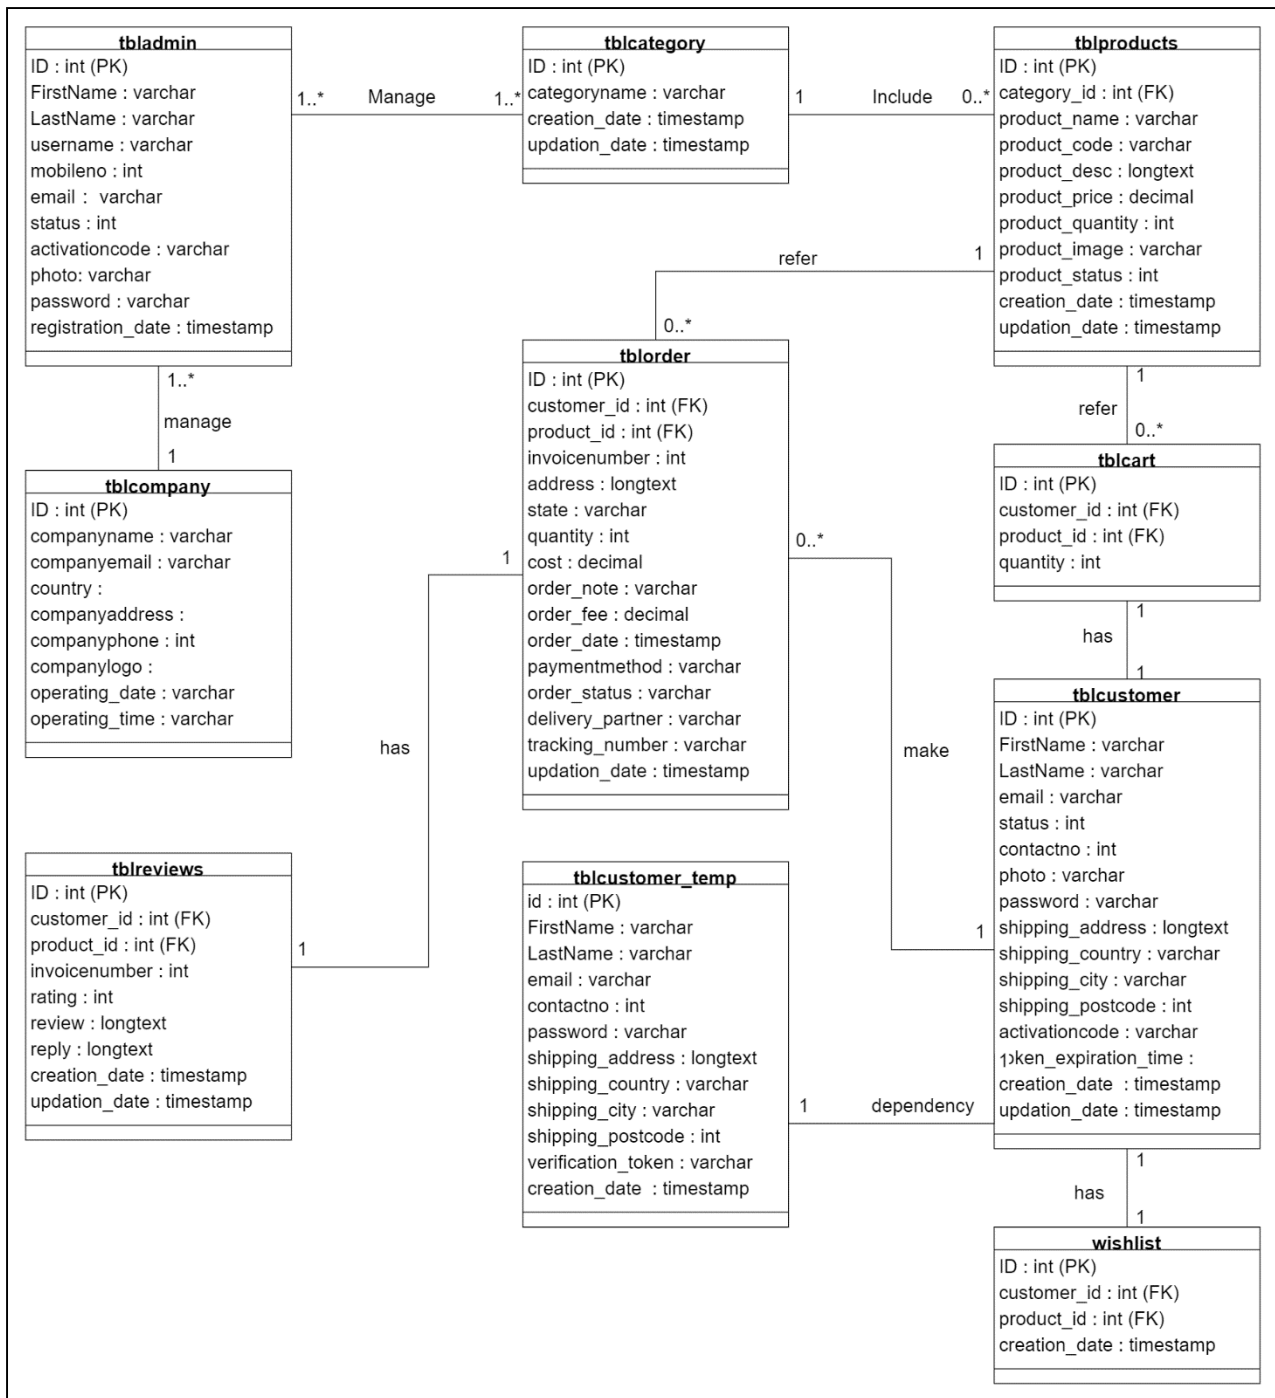 tbladmin
ID : int (PK)
FirstName : varchar
LastName : varchar
username : varchar
mobileno : int
email : varchar
status : int
activationcode : varchar
photo: varchar
password : varchar
registration_date : timestamp
1..*
Manage
1..*
tblcategory
ID : int (PK)
categoryname : varchar
creation_date : timestamp
updation_date : timestamp
1
Include
0..*
tblproducts
ID : int (PK)
category_id : int (FK)
product_name : varchar
product_code : varchar
product_desc : longtext
product_price : decimal
product_quantity : int
product_image : varchar
product_status : int
creation_date : timestamp
updation_date : timestamp
refer
1
0..*
1..*
manage
1
tblcompany
ID : int (PK)
companyname : varchar
companyemail : varchar
country :
companyaddress :
companyphone : int
companylogo :
operating_date : varchar
operating_time : varchar
tblorder
ID : int (PK)
customer_id : int (FK)
product_id : int (FK)
invoicenumber : int
address : longtext
state : varchar
quantity : int
cost : decimal
order_note : varchar
order_fee : decimal
order_date : timestamp
paymentmethod : varchar
order_status : varchar
delivery_partner : varchar
tracking_number : varchar
updation_date : timestamp
1
refer
0..*
tblcart
ID : int (PK)
customer_id : int (FK)
product_id : int (FK)
quantity : int
1
has
1
1
has
1
0..*
make
1
tblcustomer
ID : int (PK)
FirstName : varchar
LastName : varchar
email : varchar
status : int
contactno : int
photo : varchar
password : varchar
shipping_address : longtext
shipping_country : varchar
shipping_city : varchar
shipping_postcode : int
activationcode : varchar
1
oken_expiration_time :
creation_date : timestamp
updation_date : timestamp
tblreviews
ID : int (PK)
customer_id : int (FK)
product_id : int (FK)
invoicenumber : int
rating : int
review : longtext
reply : longtext
creation_date : timestamp
updation_date : timestamp
tblcustomer_temp
id : int (PK)
FirstName : varchar
LastName : varchar
email : varchar
contactno : int
password : varchar
shipping_address : longtext
shipping_country : varchar
shipping_city : varchar
shipping_postcode : int
verification_token : varchar
creation_date : timestamp
1
dependency
1
has
1
wishlist
ID : int (PK)
customer_id : int (FK)
product_id : int (FK)
creation_date : timestamp